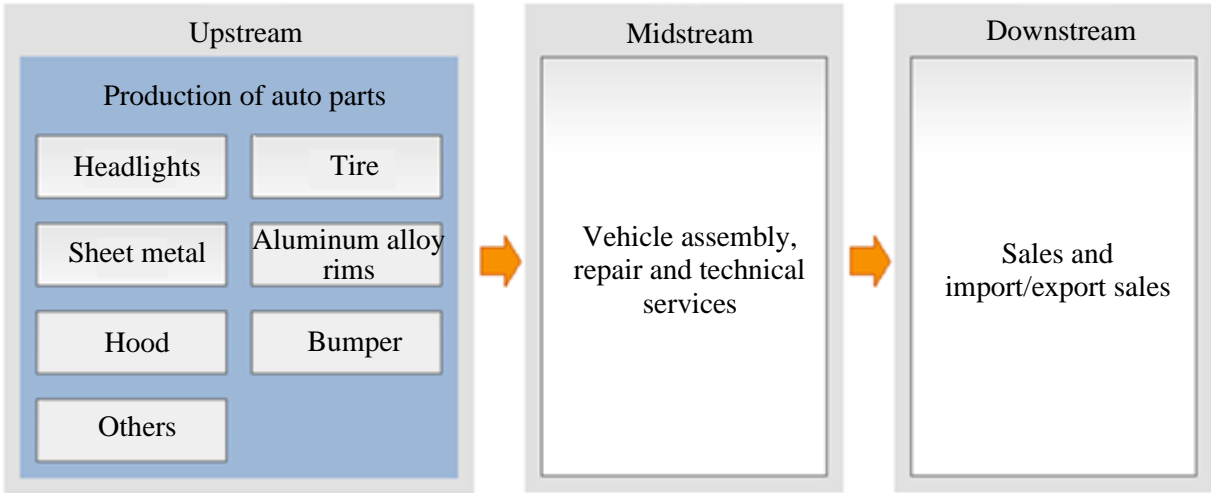 Upstream
Production of auto parts
Headlights
Tire
Sheet metal
Aluminum alloy
rims
Hood
Bumper
Others
Midstream
Vehicle assembly,
repair and technical
services
Downstream
Sales and
import/export sales